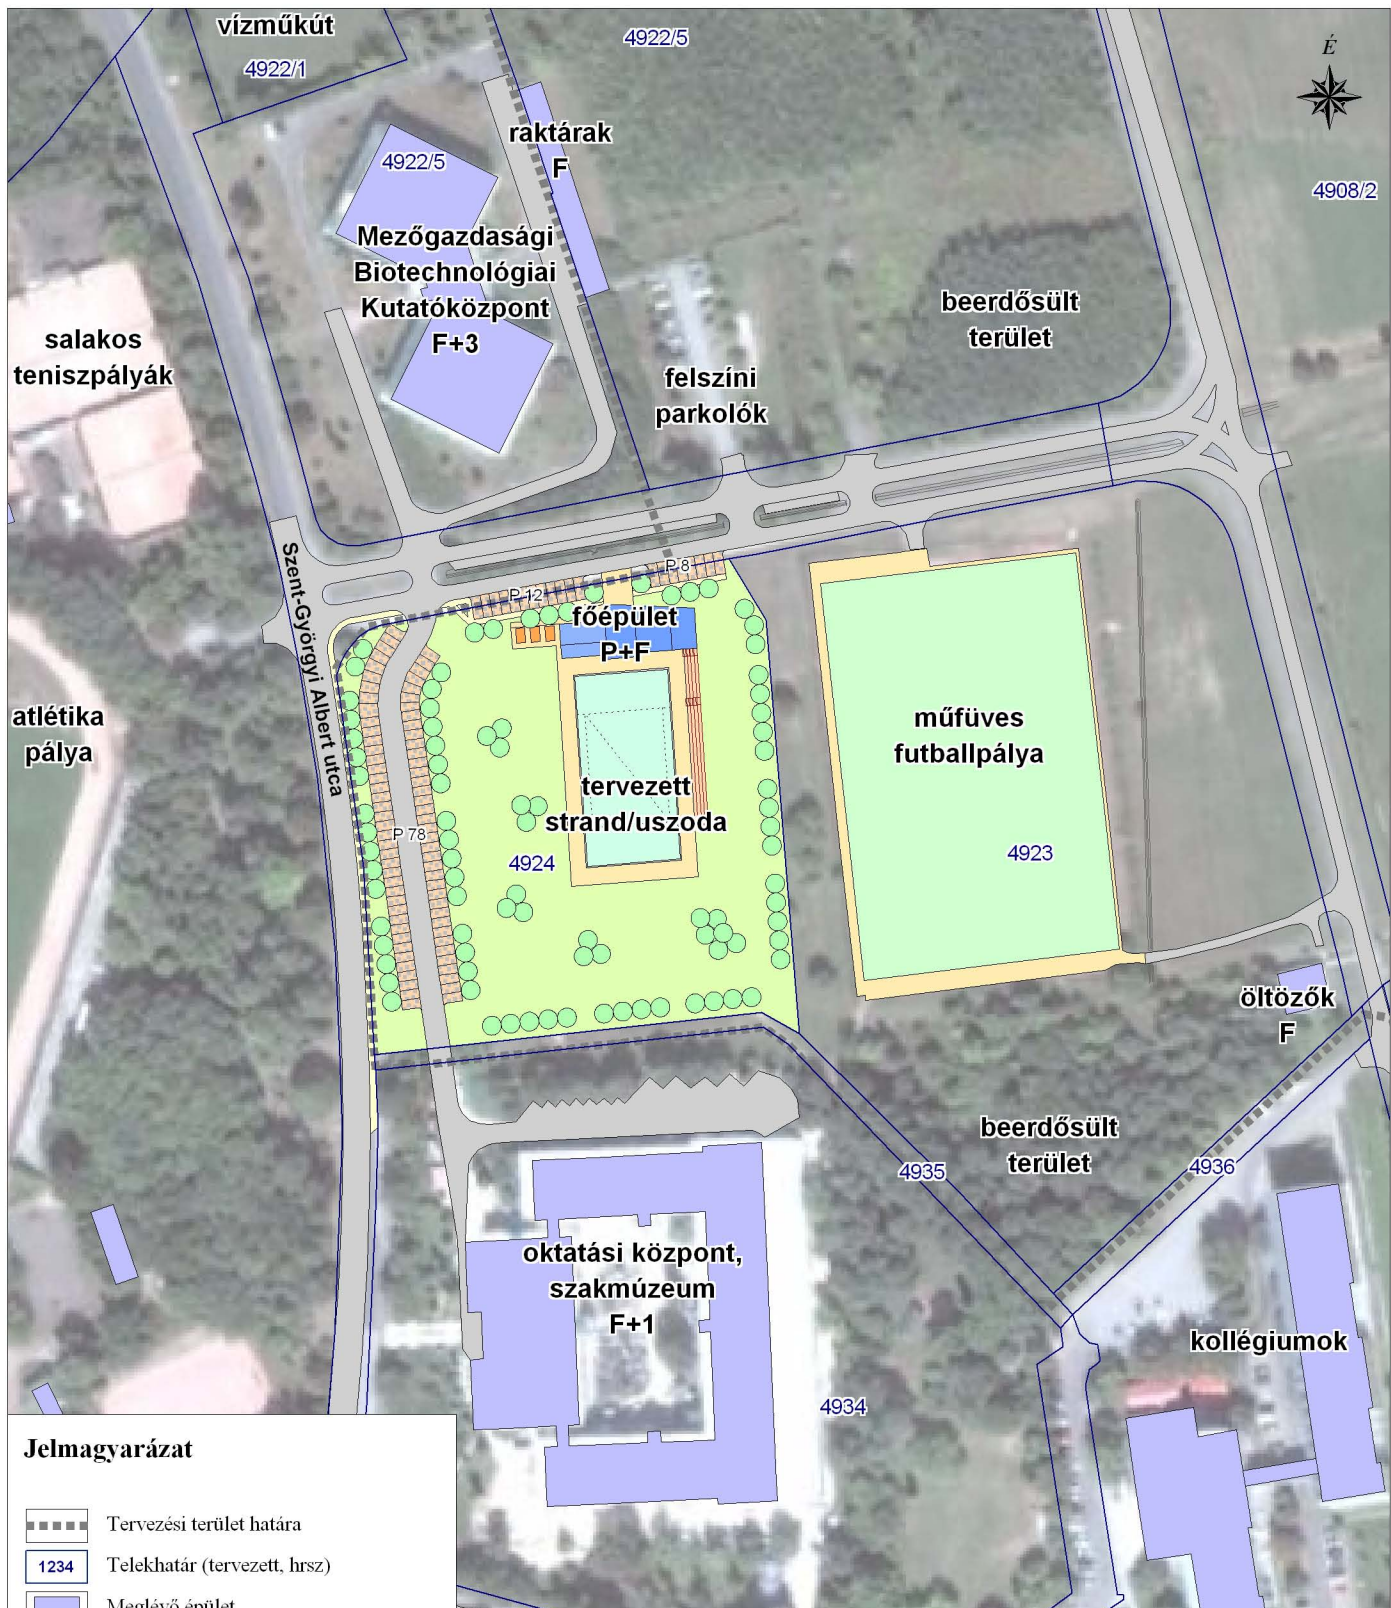 vízműkút
4922/1
4922/5
É
raktárak
F
4922/5
4908/2
Mezőgazdasági
Biotechnológiai
Kutatóközpont
F+3
beerdősült
terület
salakos
teniszpályák
felszíni
parkolók
Szent-Györgyi Albert utca
P 8
P 12
főépület
P+F
atlétika
pálya
műfüves
futballpálya
tervezett
strand/uszoda
P 78
4924
4923
öltözők
F
beerdősült
terület
4935
4936
oktatási központ,
szakmúzeum
F+1
kollégiumok
4934
Jelmagyarázat
Tervezési terület határa
1234
Telekhatár (tervezett, hrsz)
Meglévő épület